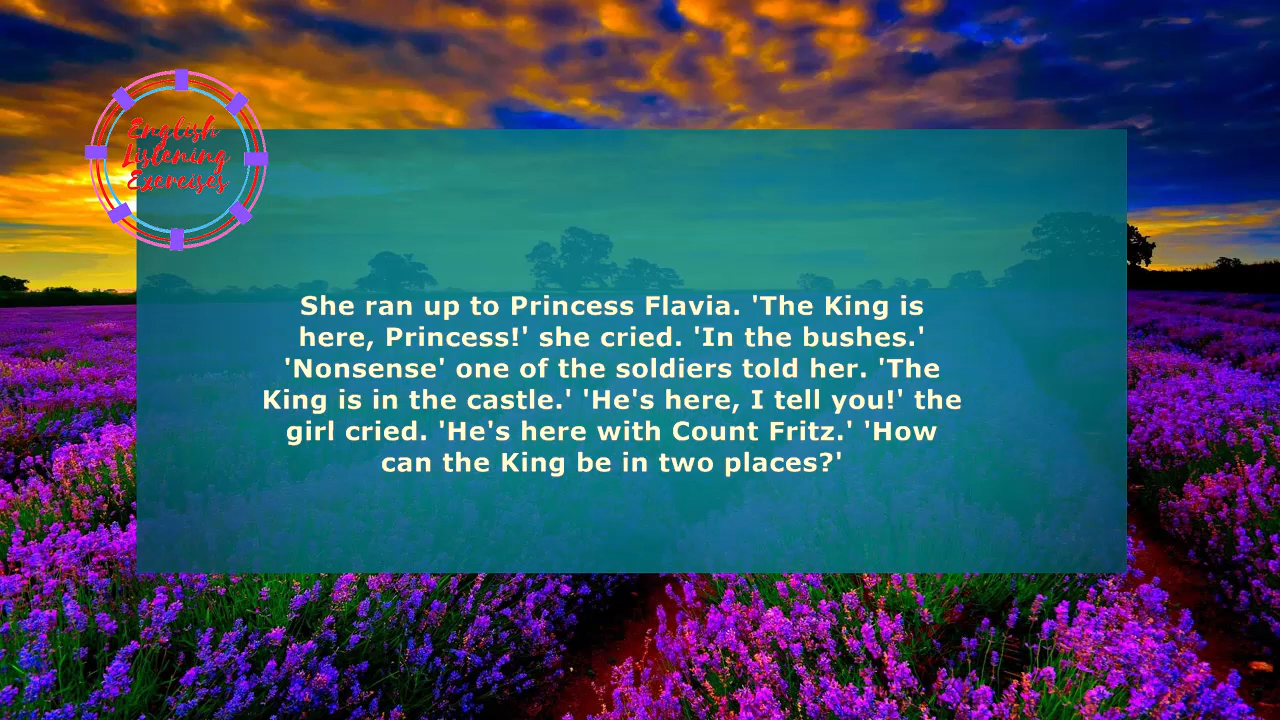 English
Listening
Exercises
She ran up to Princess Flavia. 'The King is
here, Princess!' she cried. 'In the bushes.'
'Nonsense' one of the soldiers told her. 'The
King is in the castle.' 'He's here, I tell you!' the
girl cried. 'He's here with Count Fritz.' 'How
can the King be in two places?'